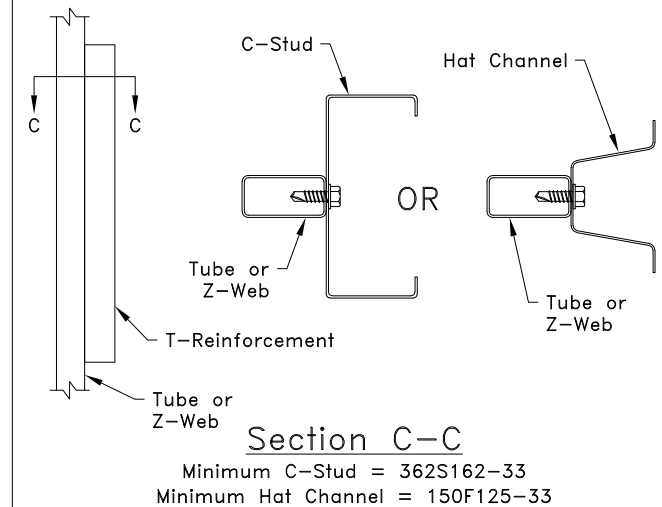 C-Stud
Hat Channel
C
C
OR
Tube or
Z-Web
Tube or
Z-Web
T-Reinforcement
Tube or
Z-Web
Section C-C
Minimum C-Stud = 362S162-33
Minimum Hat Channel = 150F125-33